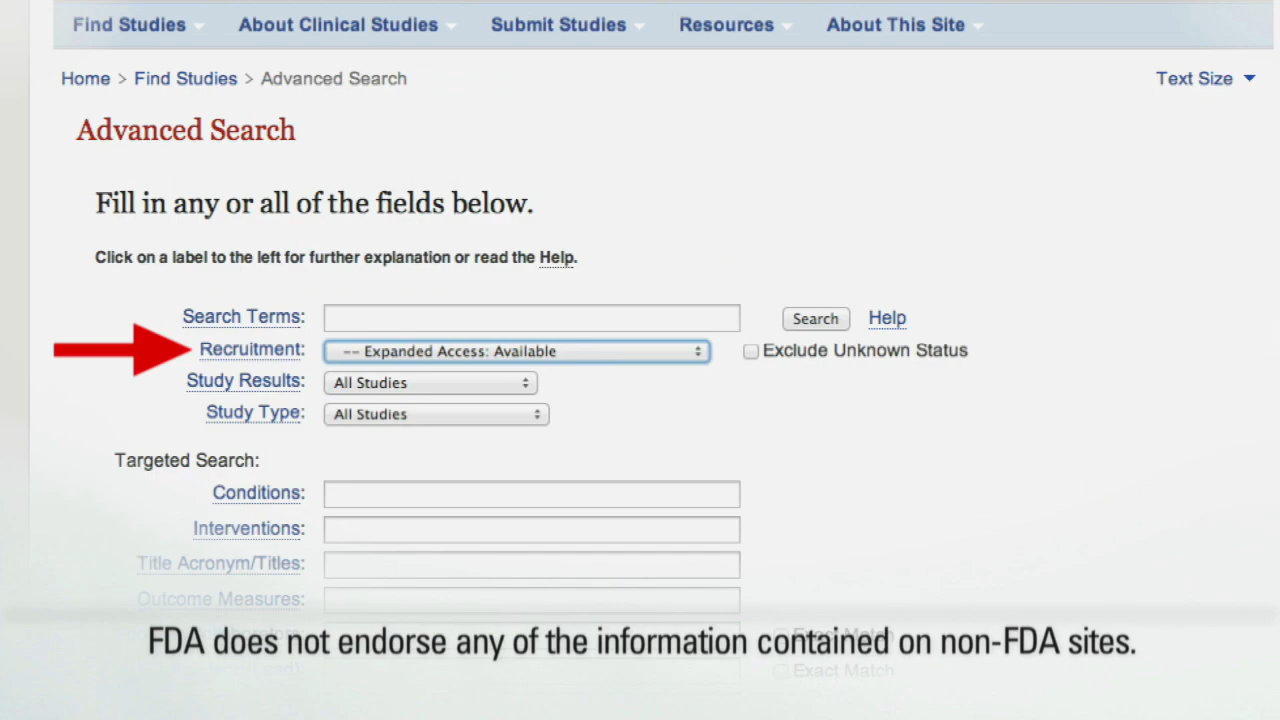 Find Studies About Clinical Studies Submit Studies Resources About This Site
Home > Find Studies > Advanced Search Text Size
Advanced Search
Fill in any or all of the fields below.
Click on a label to the left for further explanation or read the Help.
Search Terms: Search Help
Recruitment: -- Expanded Access: Available Exclude Unknown Status
Study Results: All Studies
Study Type: All Studies
Targeted Search:
Conditions:
Interventions:
Title Acronym/Titles:
Outcome Measures:
Exact Match
FDA does not endorse any of the information contained on non-FDA sites.
Exact Match